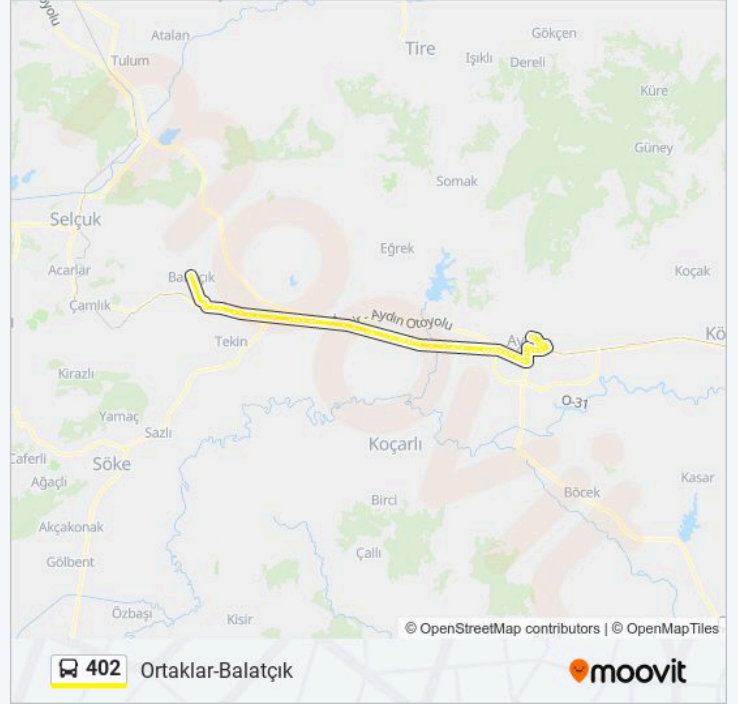 Atalan
Gökçen
Tire
Tulum
Işıklı
Dereli
Küre
Güney
Somak
Selçuk
Eğrek
Acarlar
Koçak
Çamlık
- Aydın Otoyolu
Tekin
Kö
Kirazlı
O-31
Yamaç
Sazlı
Koçarlı
Caferli
Söke
Ağaçli
Kasar
Böcek
Birci
Akçakonak
Çallı
Gölbent
Özbaşı
Kisir
© OpenStreetMap contributors | © OpenMapTiles
402 Ortaklar-Balatçık
moovit